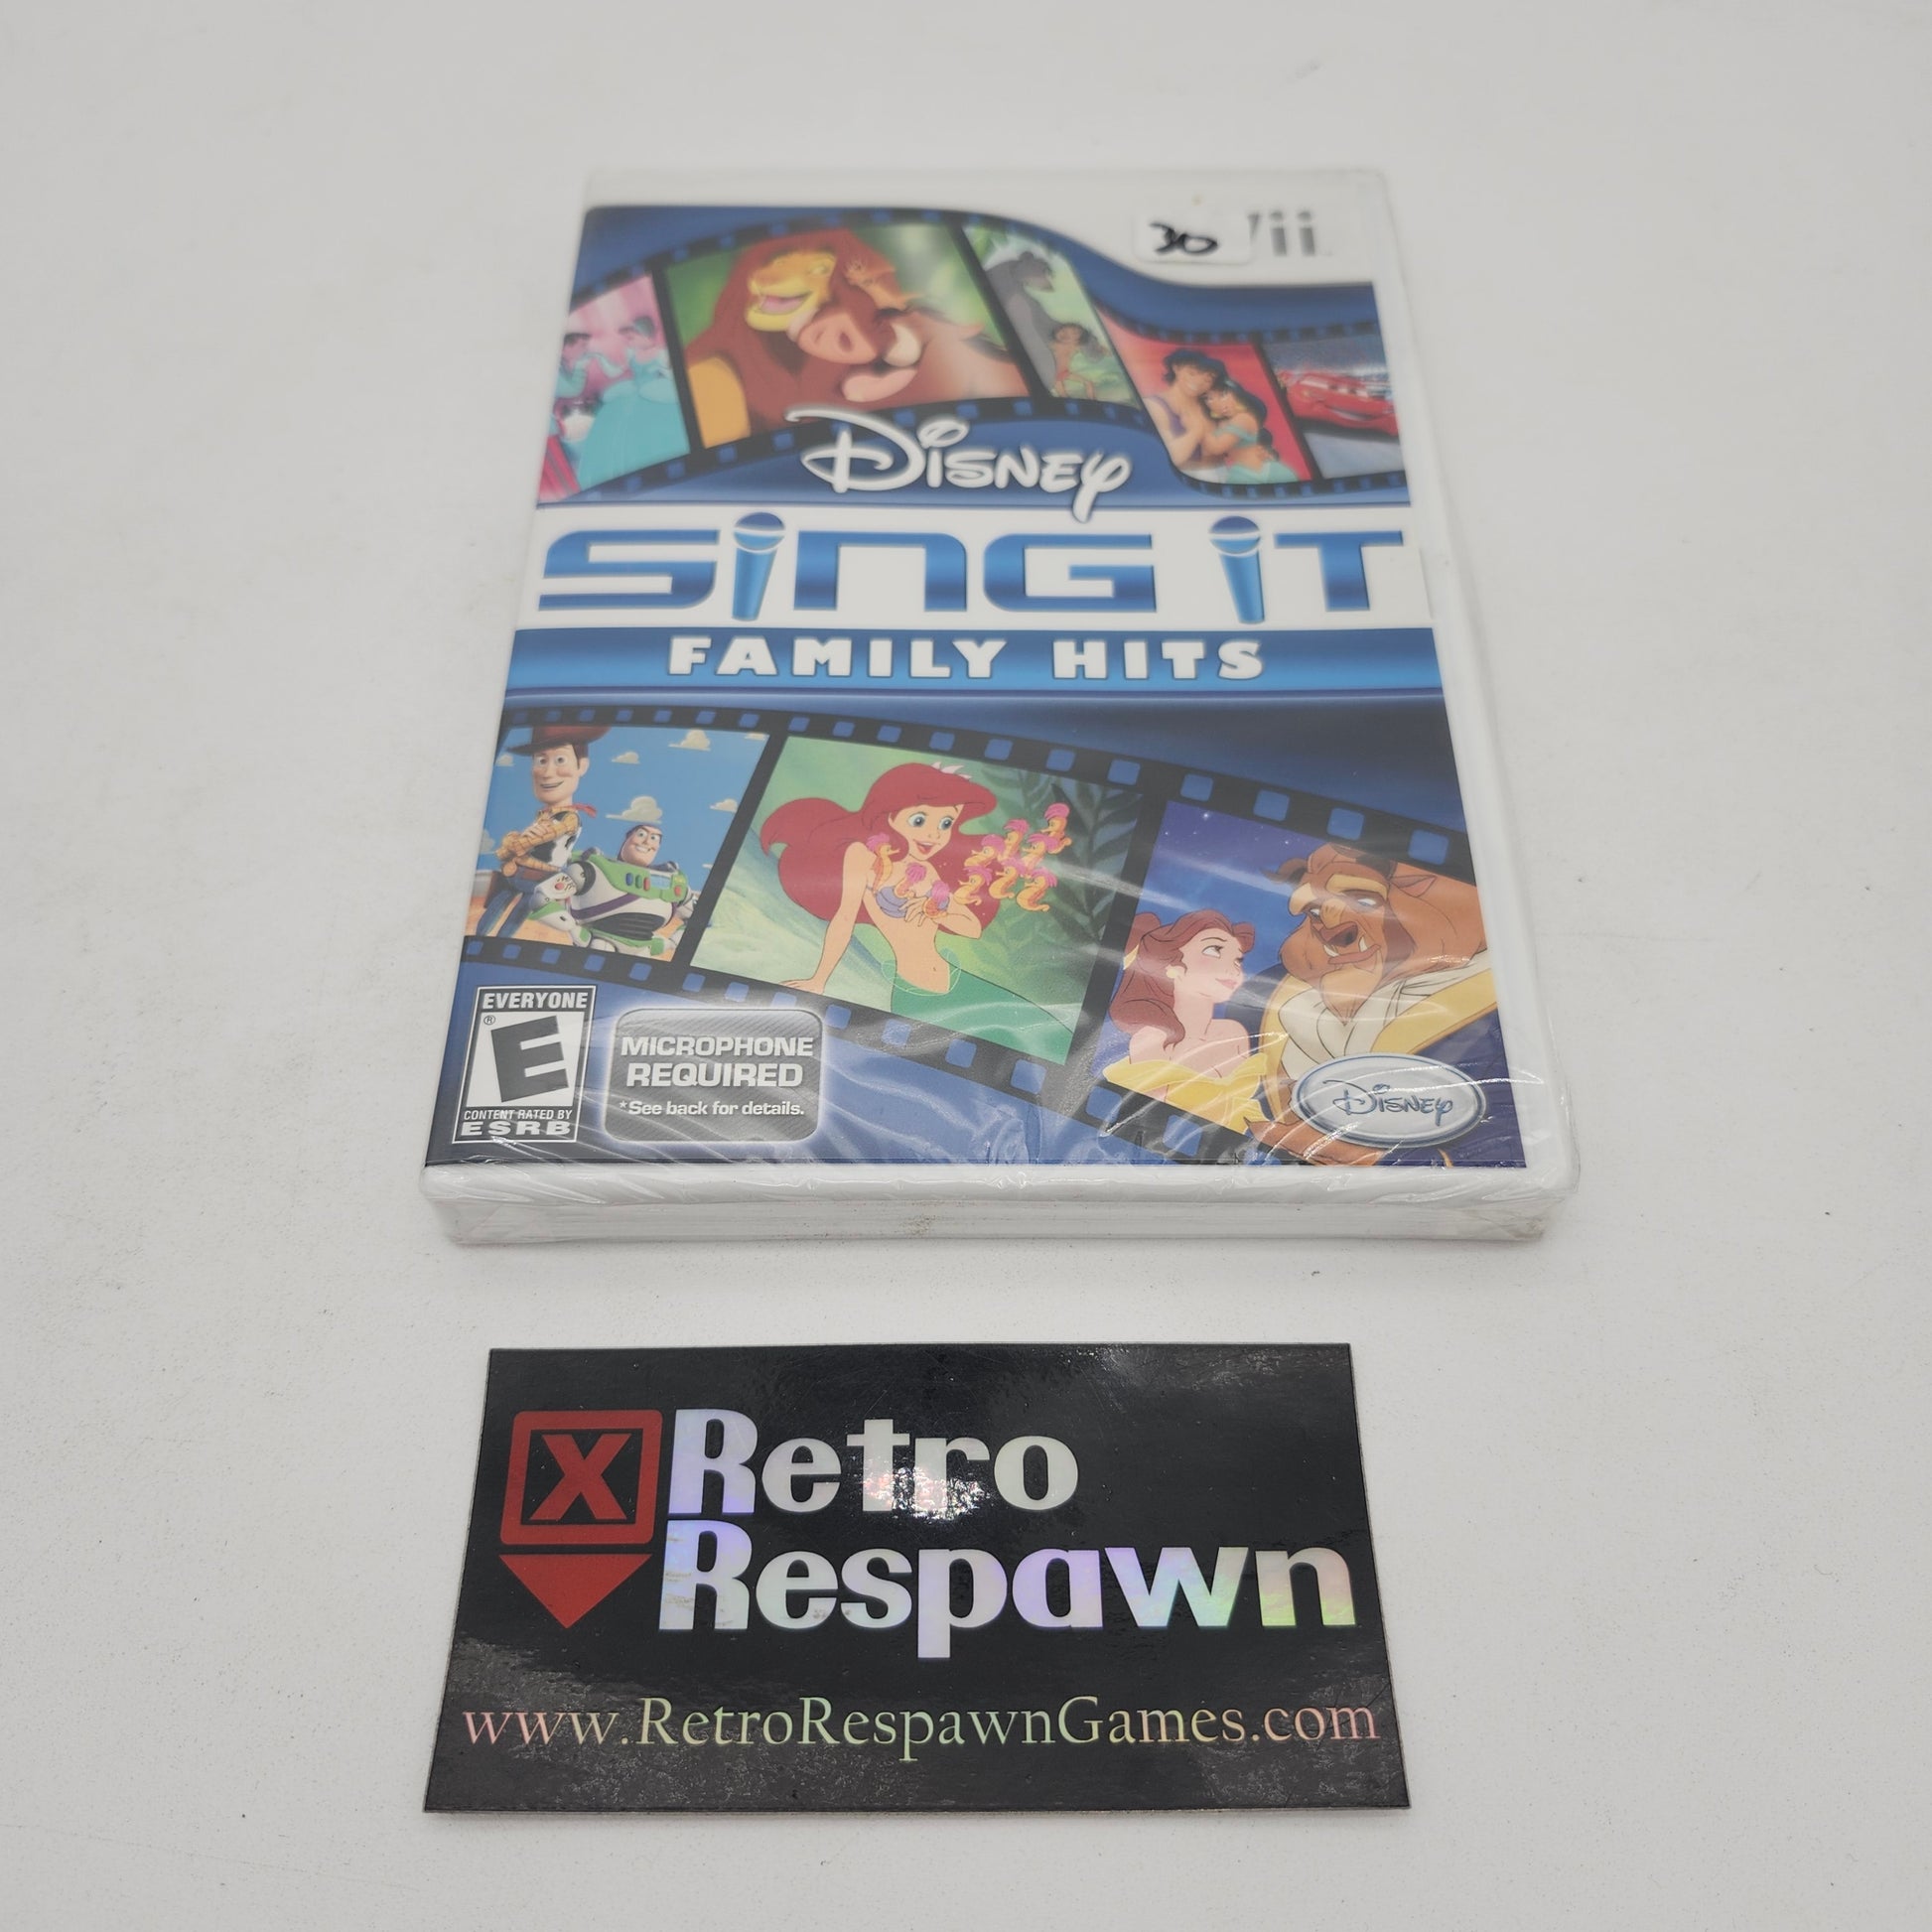 30
ii
Disney
SiNG iT
FAMILY HITS
EVERYONE
E
®
CONTENT RATED BY
ESRB
MICROPHONE
REQUIRED
*See back for details.
Disney
X Retro
Respawn
www.RetroRespawnGames.com